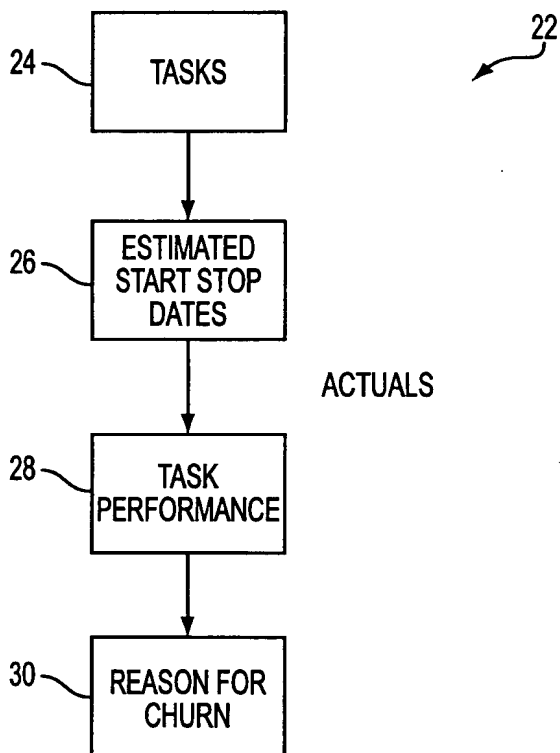 22
24
TASKS
26
ESTIMATED
START STOP
DATES
ACTUALS
28
TASK
PERFORMANCE
30
REASON FOR
CHURN